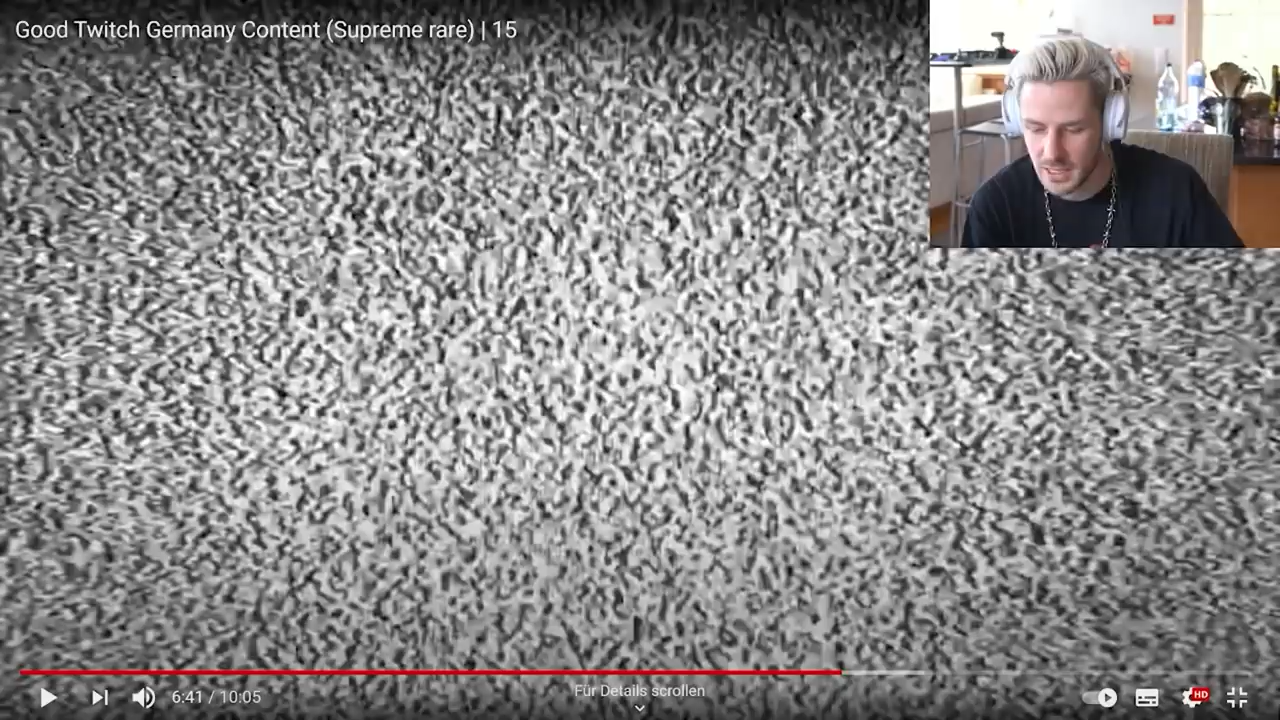 Good Twitch Germany Content (Supreme rare) | 15
6:41 / 10:05
Für Details scrollen
HD